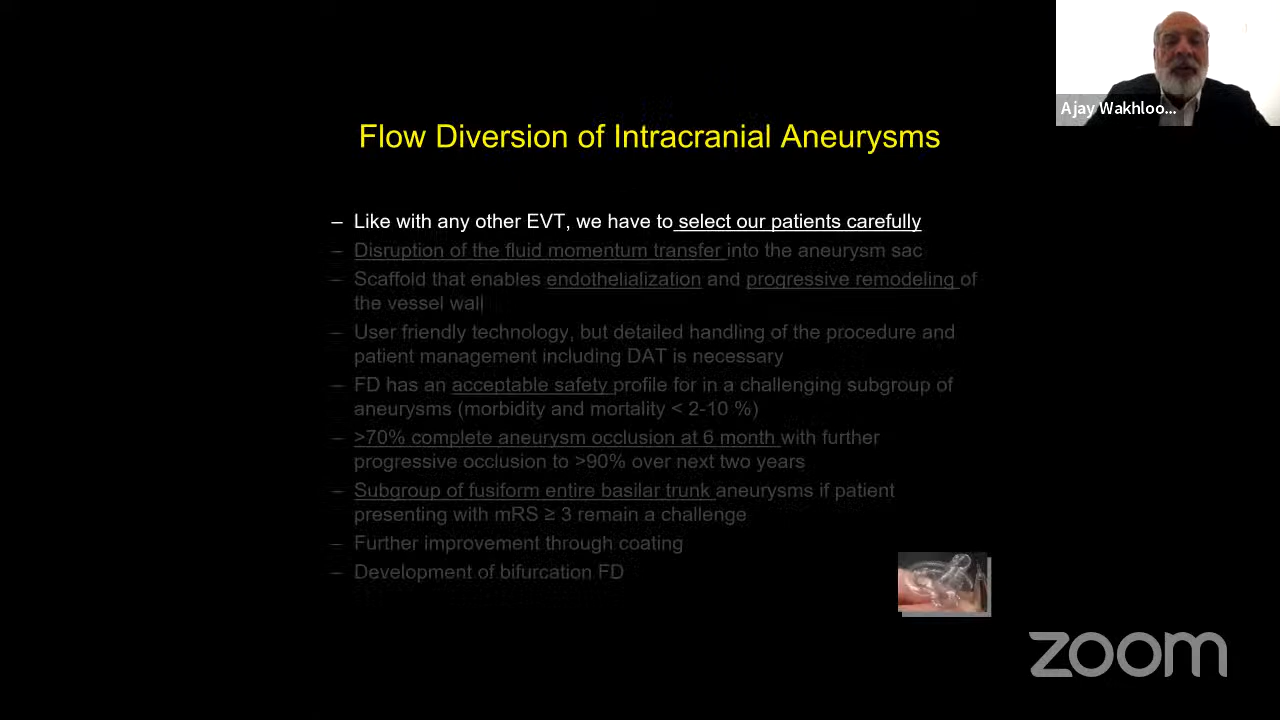 Ajay Wakhloo...
Flow Diversion of Intracranial Aneurysms
– Like with any other EVT, we have to select our patients carefully
– Disruption of the fluid momentum transfer into the aneurysm sac
– Scaffold that enables endothelialization and progressive remodeling of
the vessel wall
– User friendly technology, but detailed handling of the procedure and
patient management including DAT is necessary
– FD has an acceptable safety profile for in a challenging subgroup of
aneurysms (morbidity and mortality < 2-10 %)
– >70% complete aneurysm occlusion at 6 month with further
progressive occlusion to >90% over next two years
– Subgroup of fusiform entire basilar trunk aneurysms if patient
presenting with mRS ≥ 3 remain a challenge
– Further improvement through coating
– Development of bifurcation FD
zoom